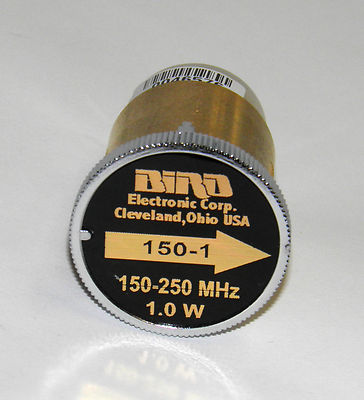 BIRD
Electronic Corp.
Cleveland,Ohio USA
150-1
150-250 MHz
1.0 W